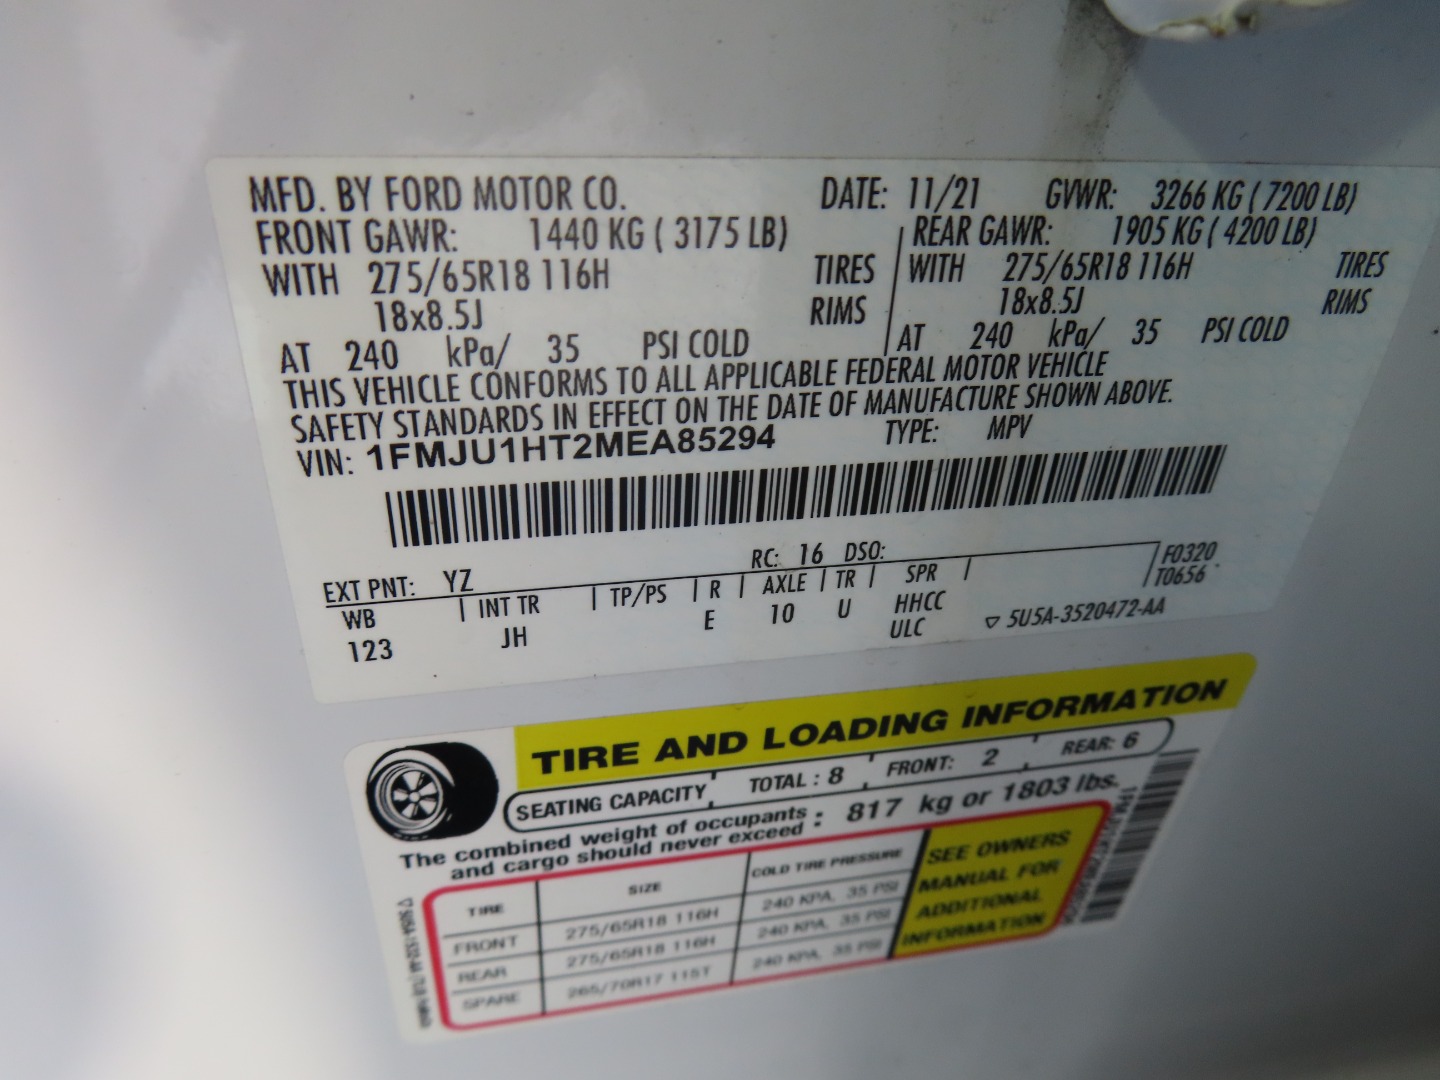 MFD. BY FORD MOTOR CO. DATE: 11/21 GVWR: 3266 KG ( 7200 LB)
FRONT GAWR: 1440 KG ( 3175 LB) REAR GAWR: 1905 KG ( 4200 LB)
WITH 275/65R18 116H TIRES WITH 275/65R18 116H TIRES
18x8.5J RIMS 18x8.5J RIMS
AT 240 kPa/ 35 PSI COLD AT 240 kPa/ 35 PSI COLD
THIS VEHICLE CONFORMS TO ALL APPLICABLE FEDERAL MOTOR VEHICLE
SAFETY STANDARDS IN EFFECT ON THE DATE OF MANUFACTURE SHOWN ABOVE.
VIN: 1FMJU1HT2MEA85294 TYPE: MPV
EXT PNT: YZ RC: 16 DSO: F0320
WB INT TR TP/PS R AXLE TR SPR T0656
123 JH E 10 U HHCC
ULC ▽ 5U5A-3520472-AA
TIRE AND LOADING INFORMATION
SEATING CAPACITY TOTAL : 8 FRONT: 2 REAR: 6
The combined weight of occupants
and cargo should never exceed : 817 kg or 1803 lbs.
TIRE SIZE COLD TIRE PRESSURE
FRONT 275/65R18 116H 240 KPA, 35 PSI
REAR 275/65R18 116H 240 KPA, 35 PSI
SPARE 265/70R17 115T 240 KPA, 35 PSI
SEE OWNERS
MANUAL FOR
ADDITIONAL
INFORMATION